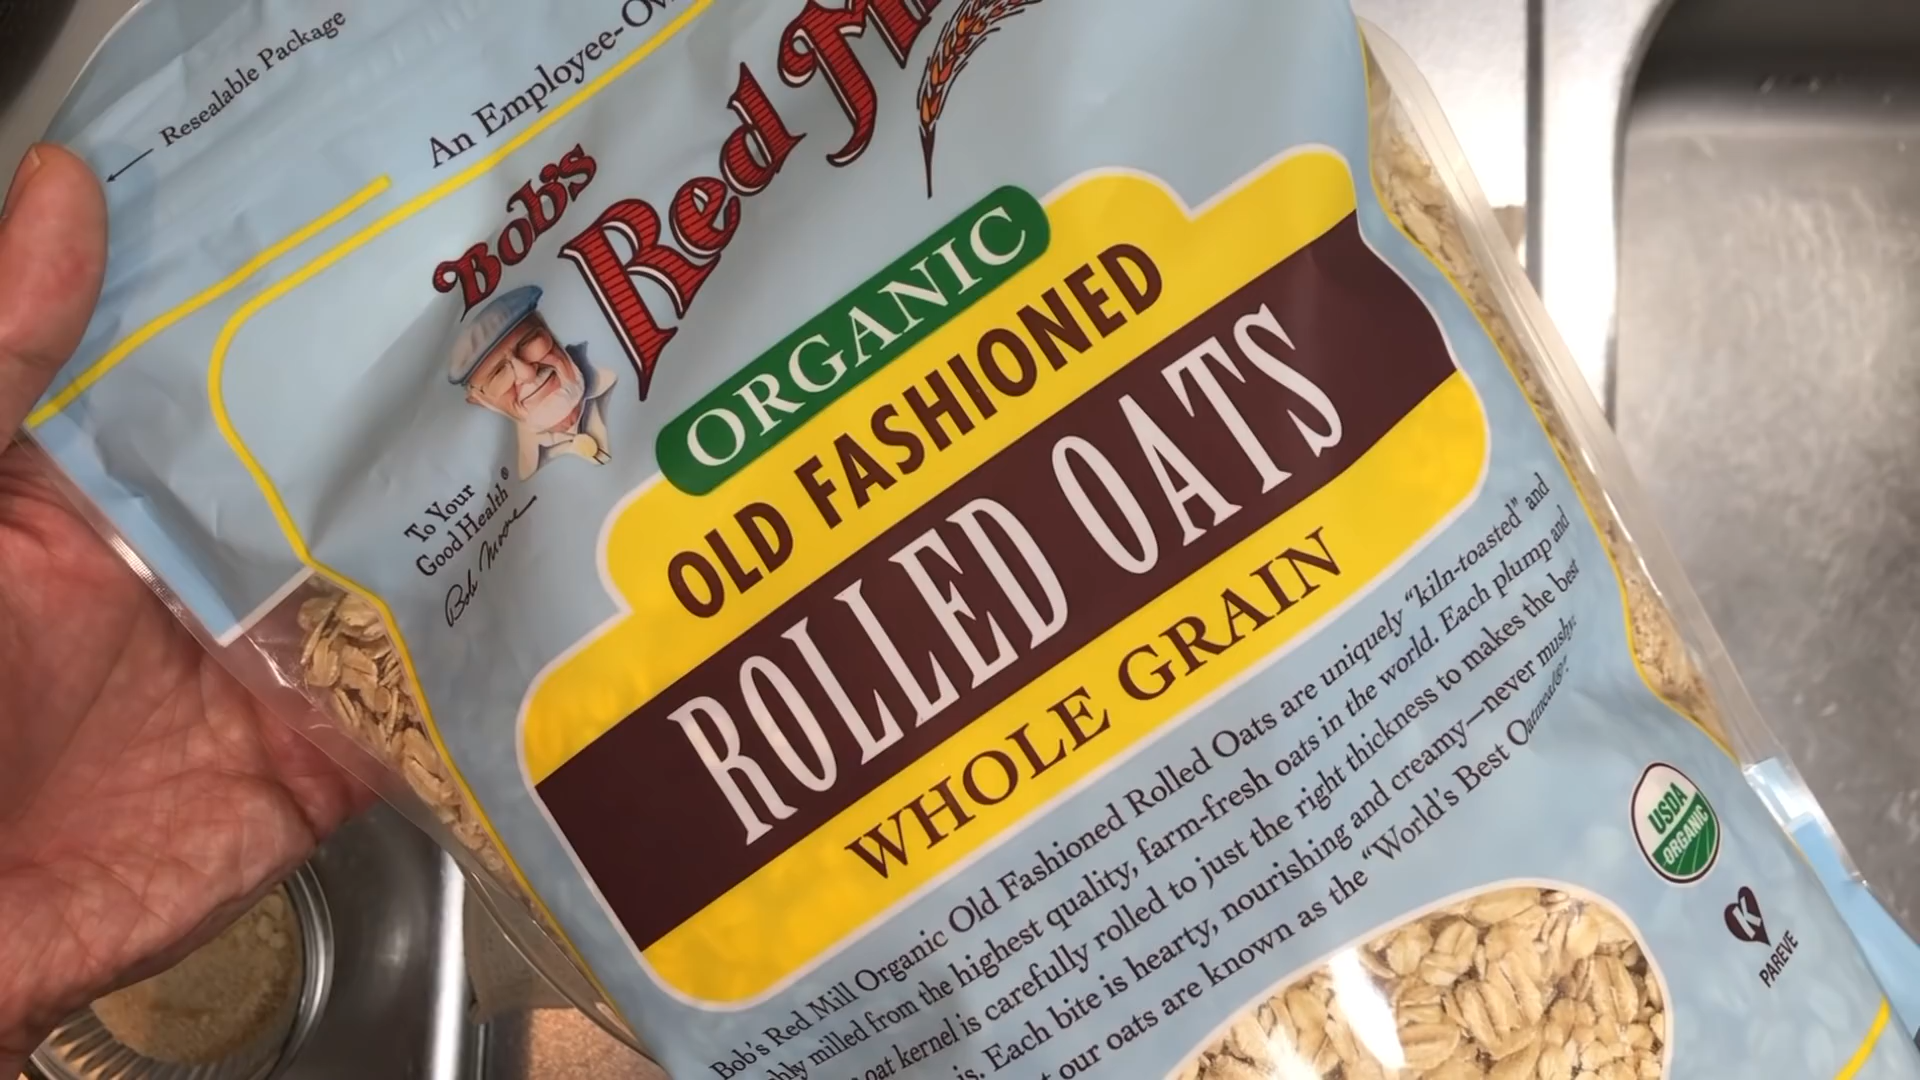 Resealable Package
An Employee-Ow
Bob's
Red Mi
ORGANIC
OLD FASHIONED
ROLLED OATS
WHOLE GRAIN
To Your
Good Health®
Bob Moore
Bob's Red Mill Organic Old Fashioned Rolled Oats are uniquely “kiln-toasted” and
milled from the highest quality, farm-fresh oats in the world. Each plump and
oat kernel is carefully rolled to just the right thickness to makes the best
is. Each bite is hearty, nourishing and creamy—never mushy.
our oats are known as the “World's Best Oatmeal®”.
USDA
ORGANIC
K
PAREVE